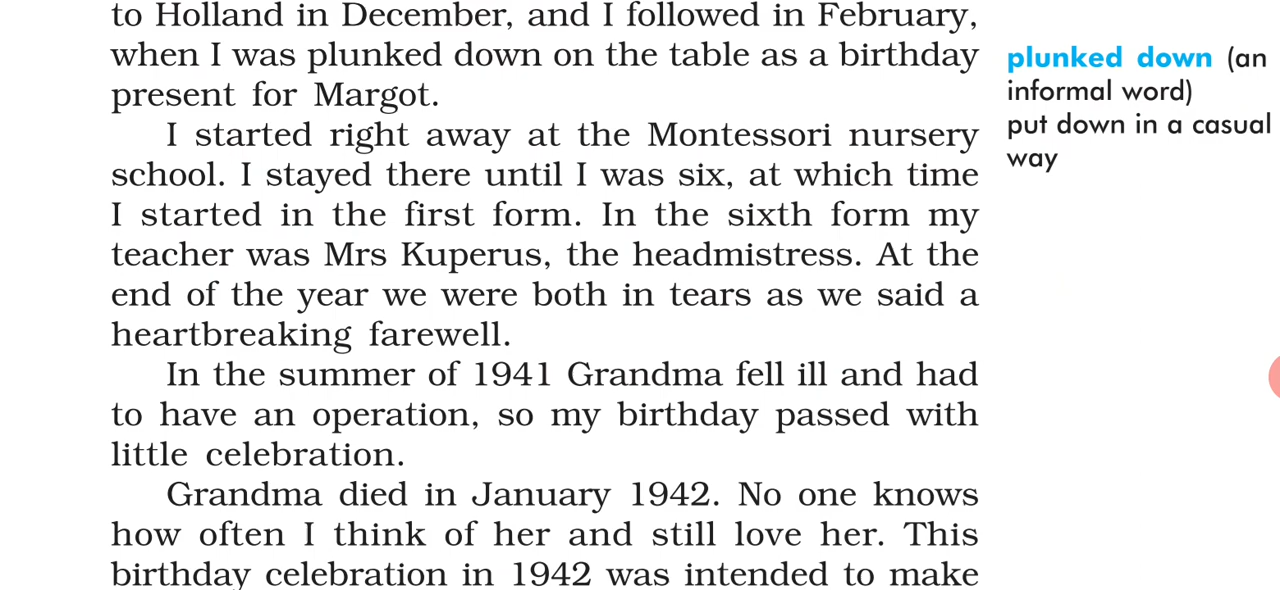 to Holland in December, and I followed in February,
when I was plunked down on the table as a birthday
present for Margot.
I started right away at the Montessori nursery
school. I stayed there until I was six, at which time
I started in the first form. In the sixth form my
teacher was Mrs Kuperus, the headmistress. At the
end of the year we were both in tears as we said a
heartbreaking farewell.
In the summer of 1941 Grandma fell ill and had
to have an operation, so my birthday passed with
little celebration.
Grandma died in January 1942. No one knows
how often I think of her and still love her. This
birthday celebration in 1942 was intended to make
plunked down (an
informal word)
put down in a casual
way